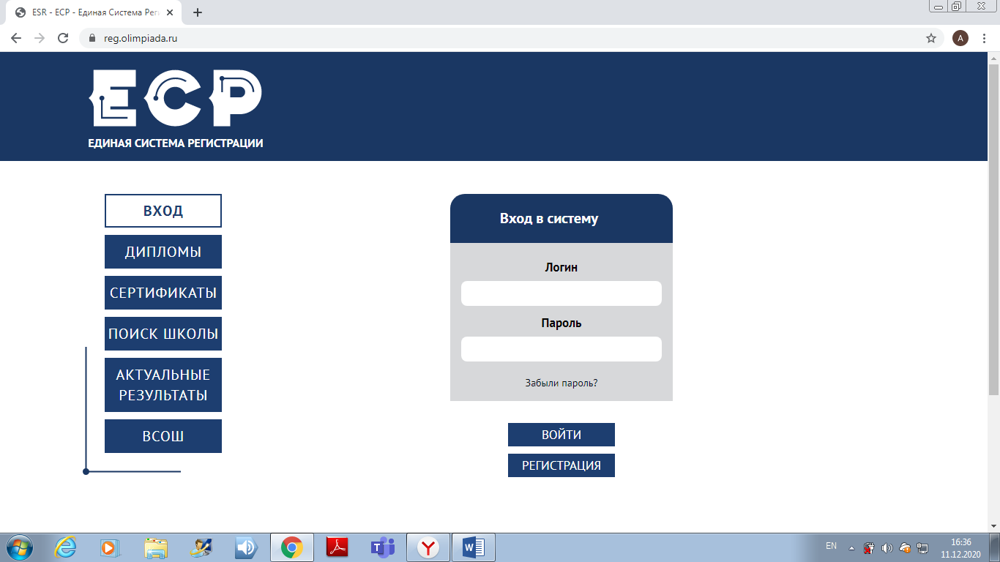 ESR - ЕСР - Единая Система Рег
reg.olimpiada.ru
A
ЕСР
ЕДИНАЯ СИСТЕМА РЕГИСТРАЦИИ
ВХОД
ДИПЛОМЫ
СЕРТИФИКАТЫ
ПОИСК ШКОЛЫ
АКТУАЛЬНЫЕ
РЕЗУЛЬТАТЫ
ВСОШ
Вход в систему
Логин
Пароль
Забыли пароль?
ВОЙТИ
РЕГИСТРАЦИЯ
EN
16:36
11.12.2020